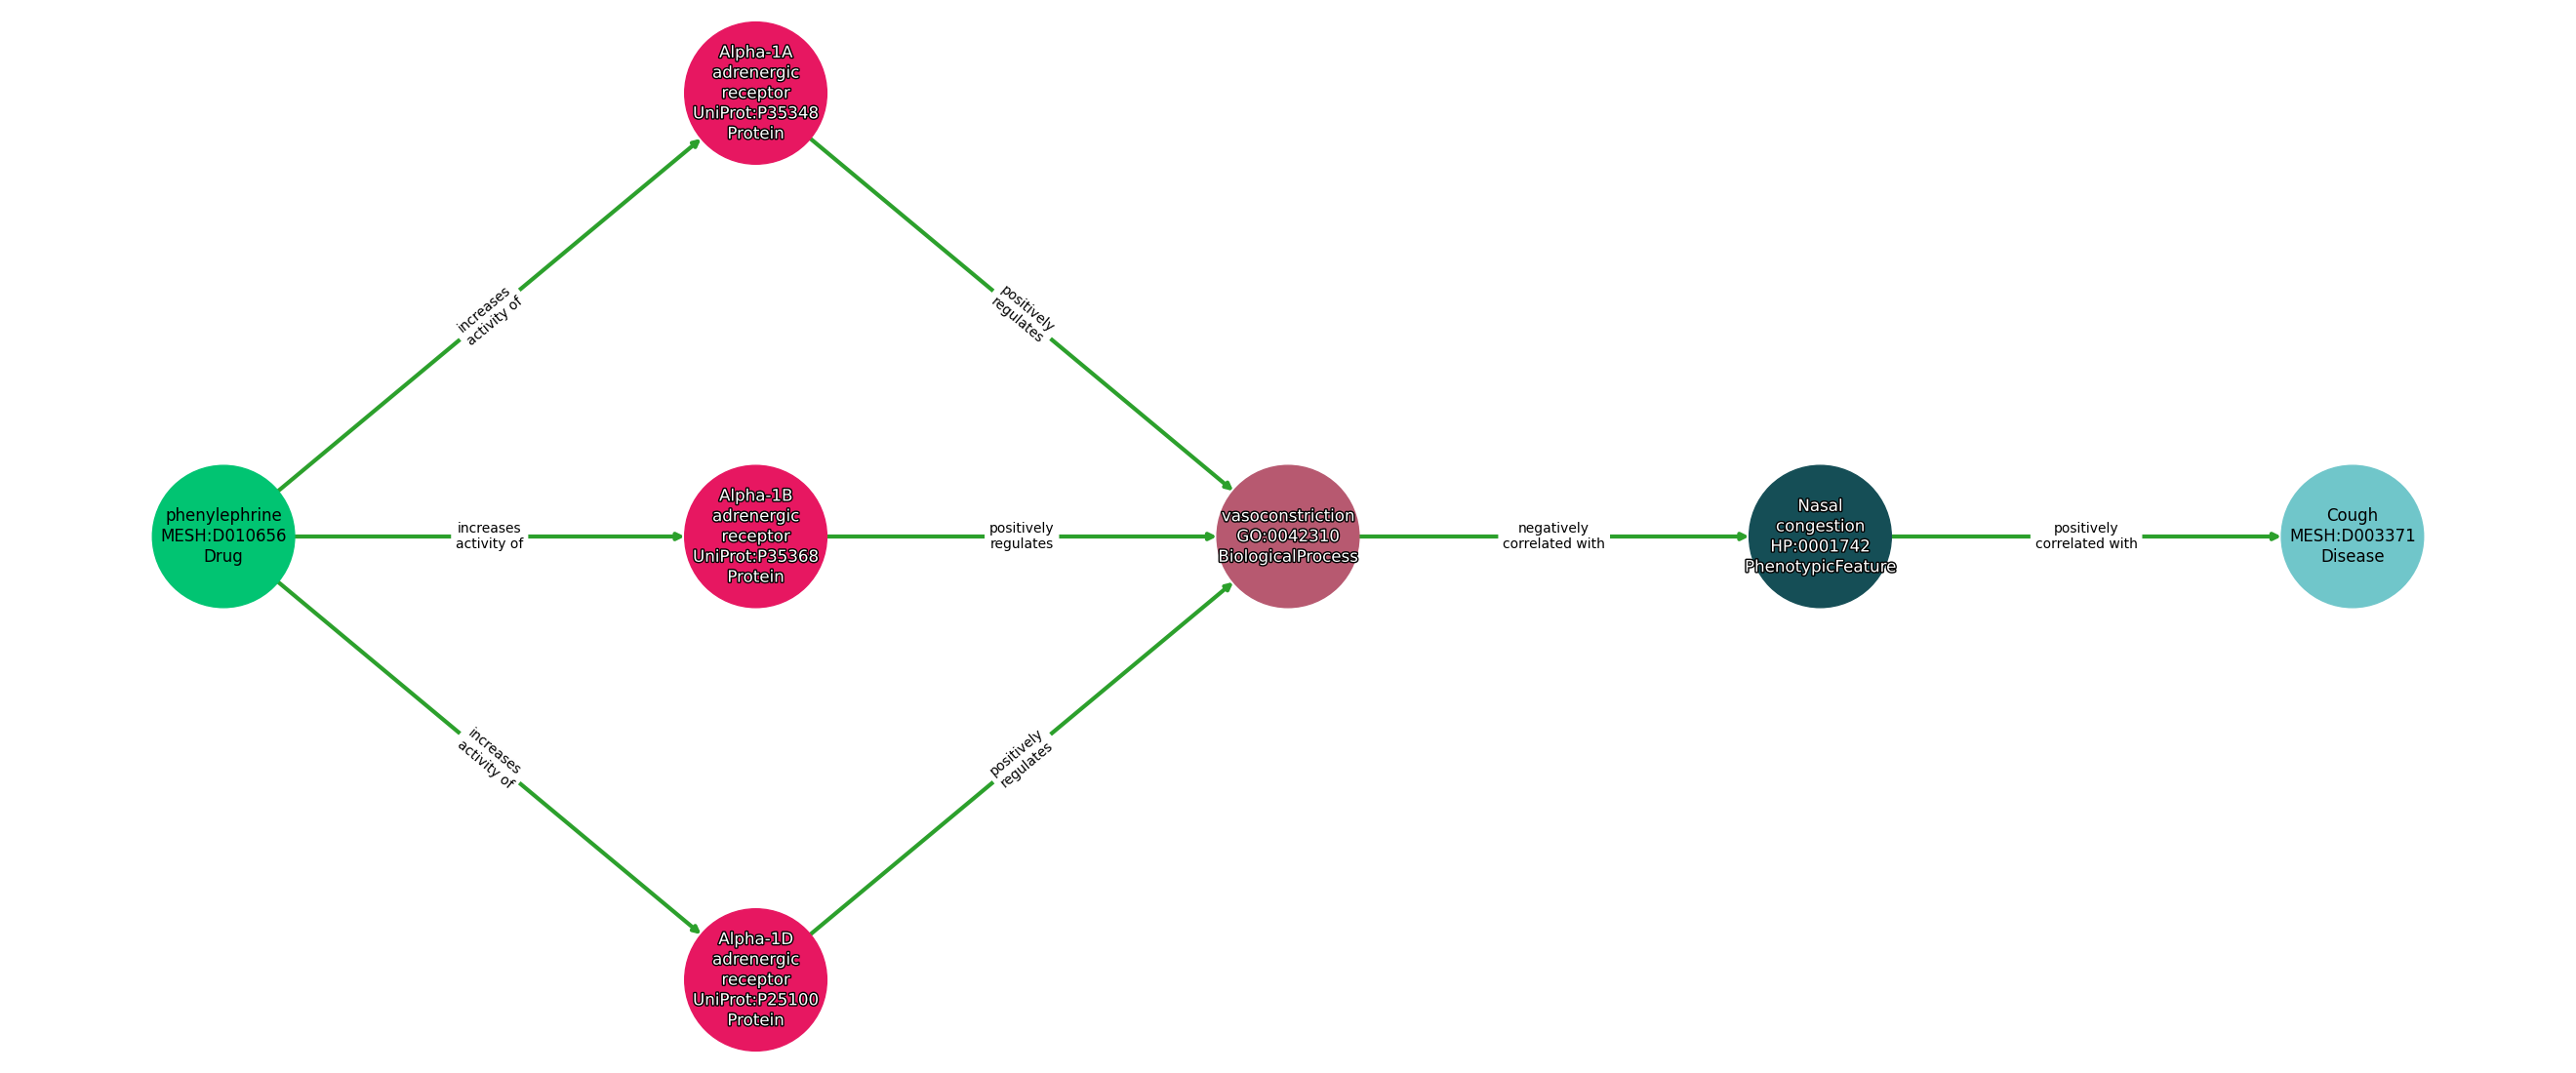 Alpha-1A
adrenergic
receptor
UniProt:P35348
Protein
increases
activity of
positively
regulates
phenylephrine
MESH:D010656
Drug
increases
activity of
Alpha-1B
adrenergic
receptor
UniProt:P35368
Protein
positively
regulates
vasoconstriction
GO:0042310
BiologicalProcess
negatively
correlated with
Nasal
congestion
HP:0001742
PhenotypicFeature
positively
correlated with
Cough
MESH:D003371
Disease
increases
activity of
positively
regulates
Alpha-1D
adrenergic
receptor
UniProt:P25100
Protein